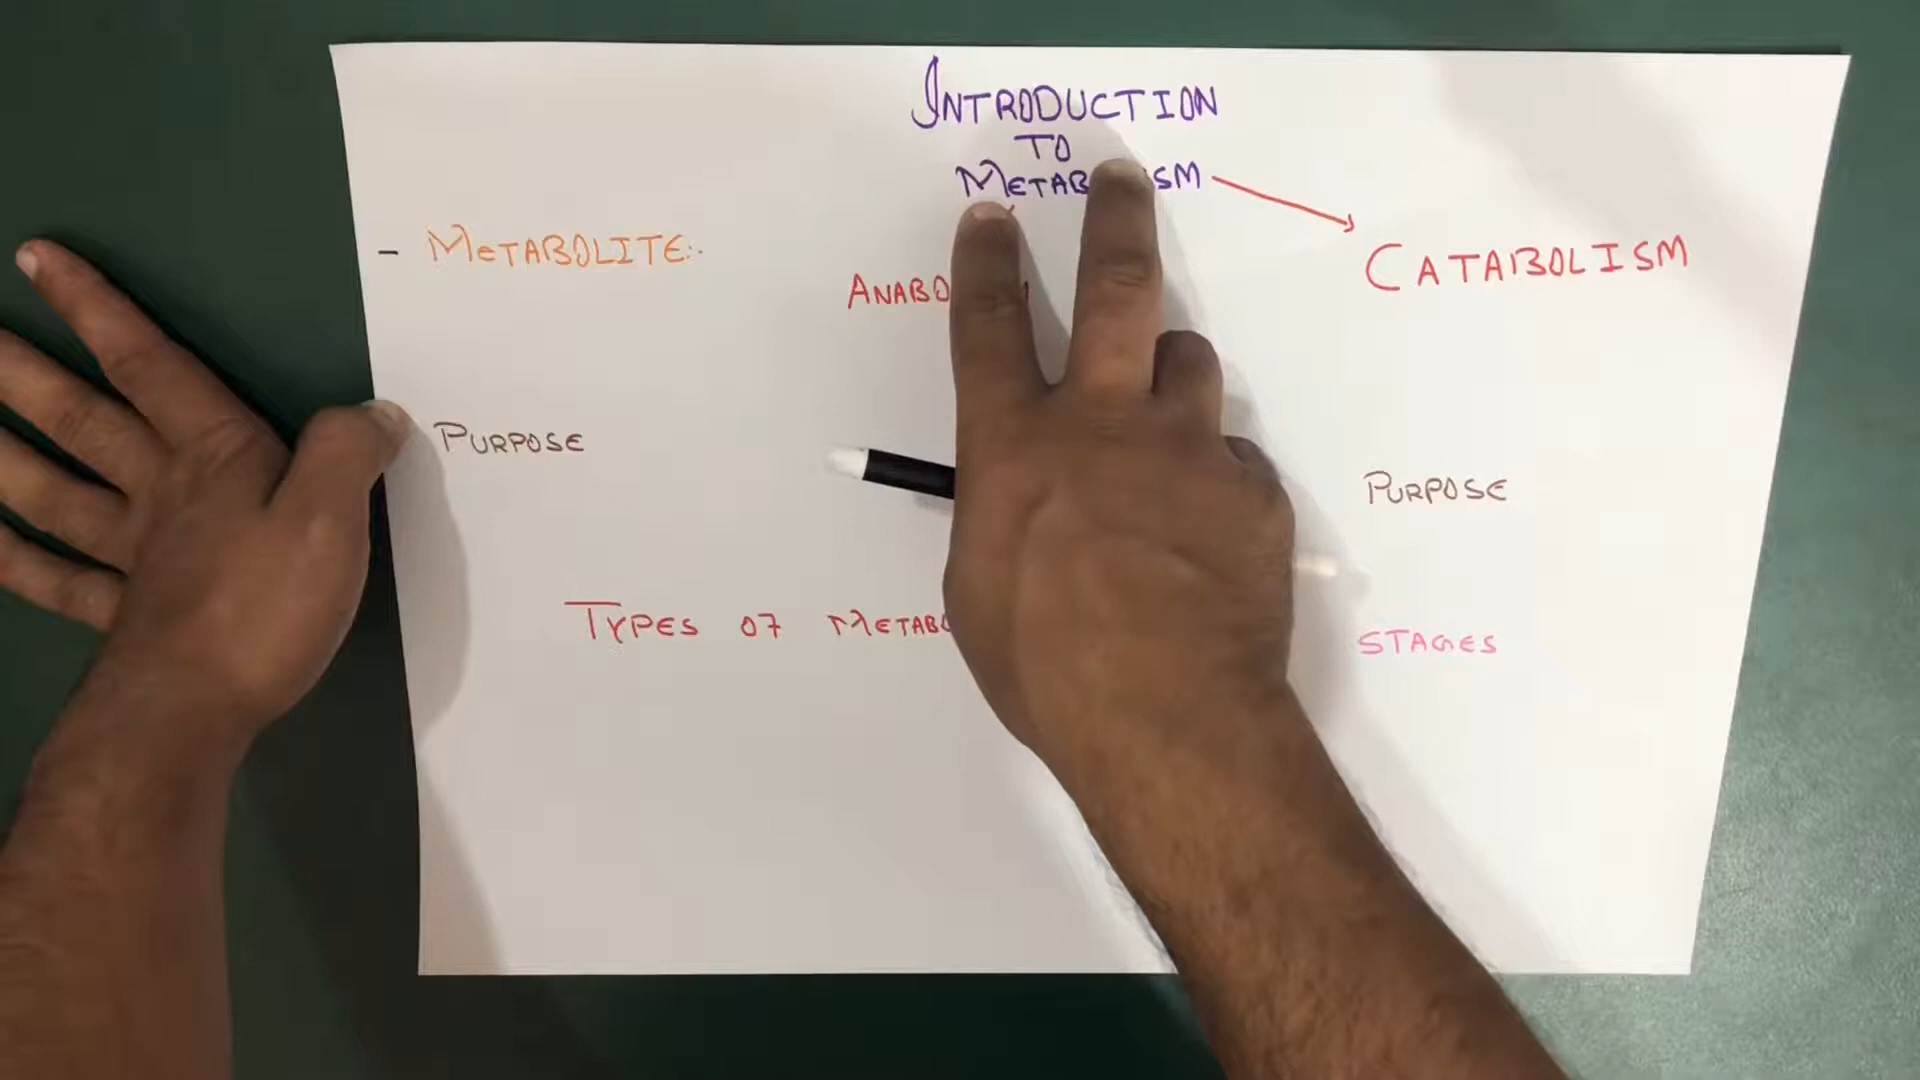 INTRODUCTION
TO
- METABOLITE:-
CATABOLISM
PURPOSE
PURPOSE
TYPES OF
STAGES